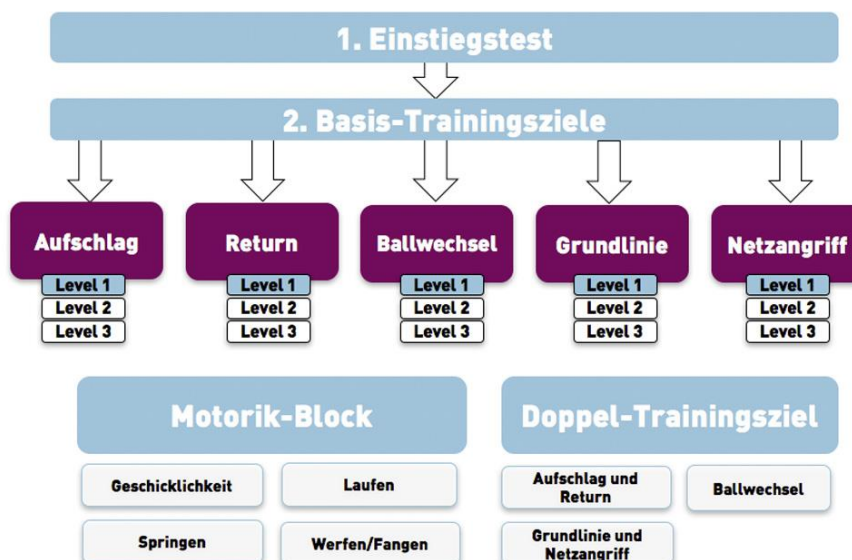 1. Einstiegstest
2. Basis-Trainingsziele
Aufschlag
Return
Ballwechsel
Grundlinie
Netzangriff
Level 1
Level 1
Level 1
Level 1
Level 1
Level 2
Level 2
Level 2
Level 2
Level 2
Level 3
Level 3
Level 3
Level 3
Level 3
Motorik-Block
Doppel-Trainingsziel
Geschicklichkeit
Laufen
Springen
Werfen/Fangen
Aufschlag und
Return
Ballwechsel
Grundlinie und
Netzangriff